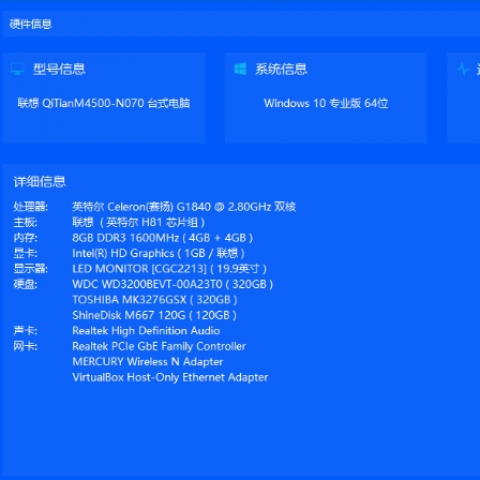 硬件信息
型号信息
系统信息
联想 QiTianM4500-N070 台式电脑
Windows 10 专业版 64位
详细信息
处理器: 英特尔 Celeron(赛扬) G1840 @ 2.80GHz 双核
主板: 联想 ( 英特尔 H81 芯片组 )
内存: 8GB DDR3 1600MHz ( 4GB + 4GB )
显卡: Intel(R) HD Graphics ( 1GB / 联想 )
显示器: LED MONITOR [CGC2213] ( 19.9英寸 )
硬盘: WDC WD3200BEVT-00A23T0 ( 320GB )
TOSHIBA MK3276GSX ( 320GB )
ShineDisk M667 120G ( 120GB )
声卡: Realtek High Definition Audio
网卡: Realtek PCIe GbE Family Controller
MERCURY Wireless N Adapter
VirtualBox Host-Only Ethernet Adapter